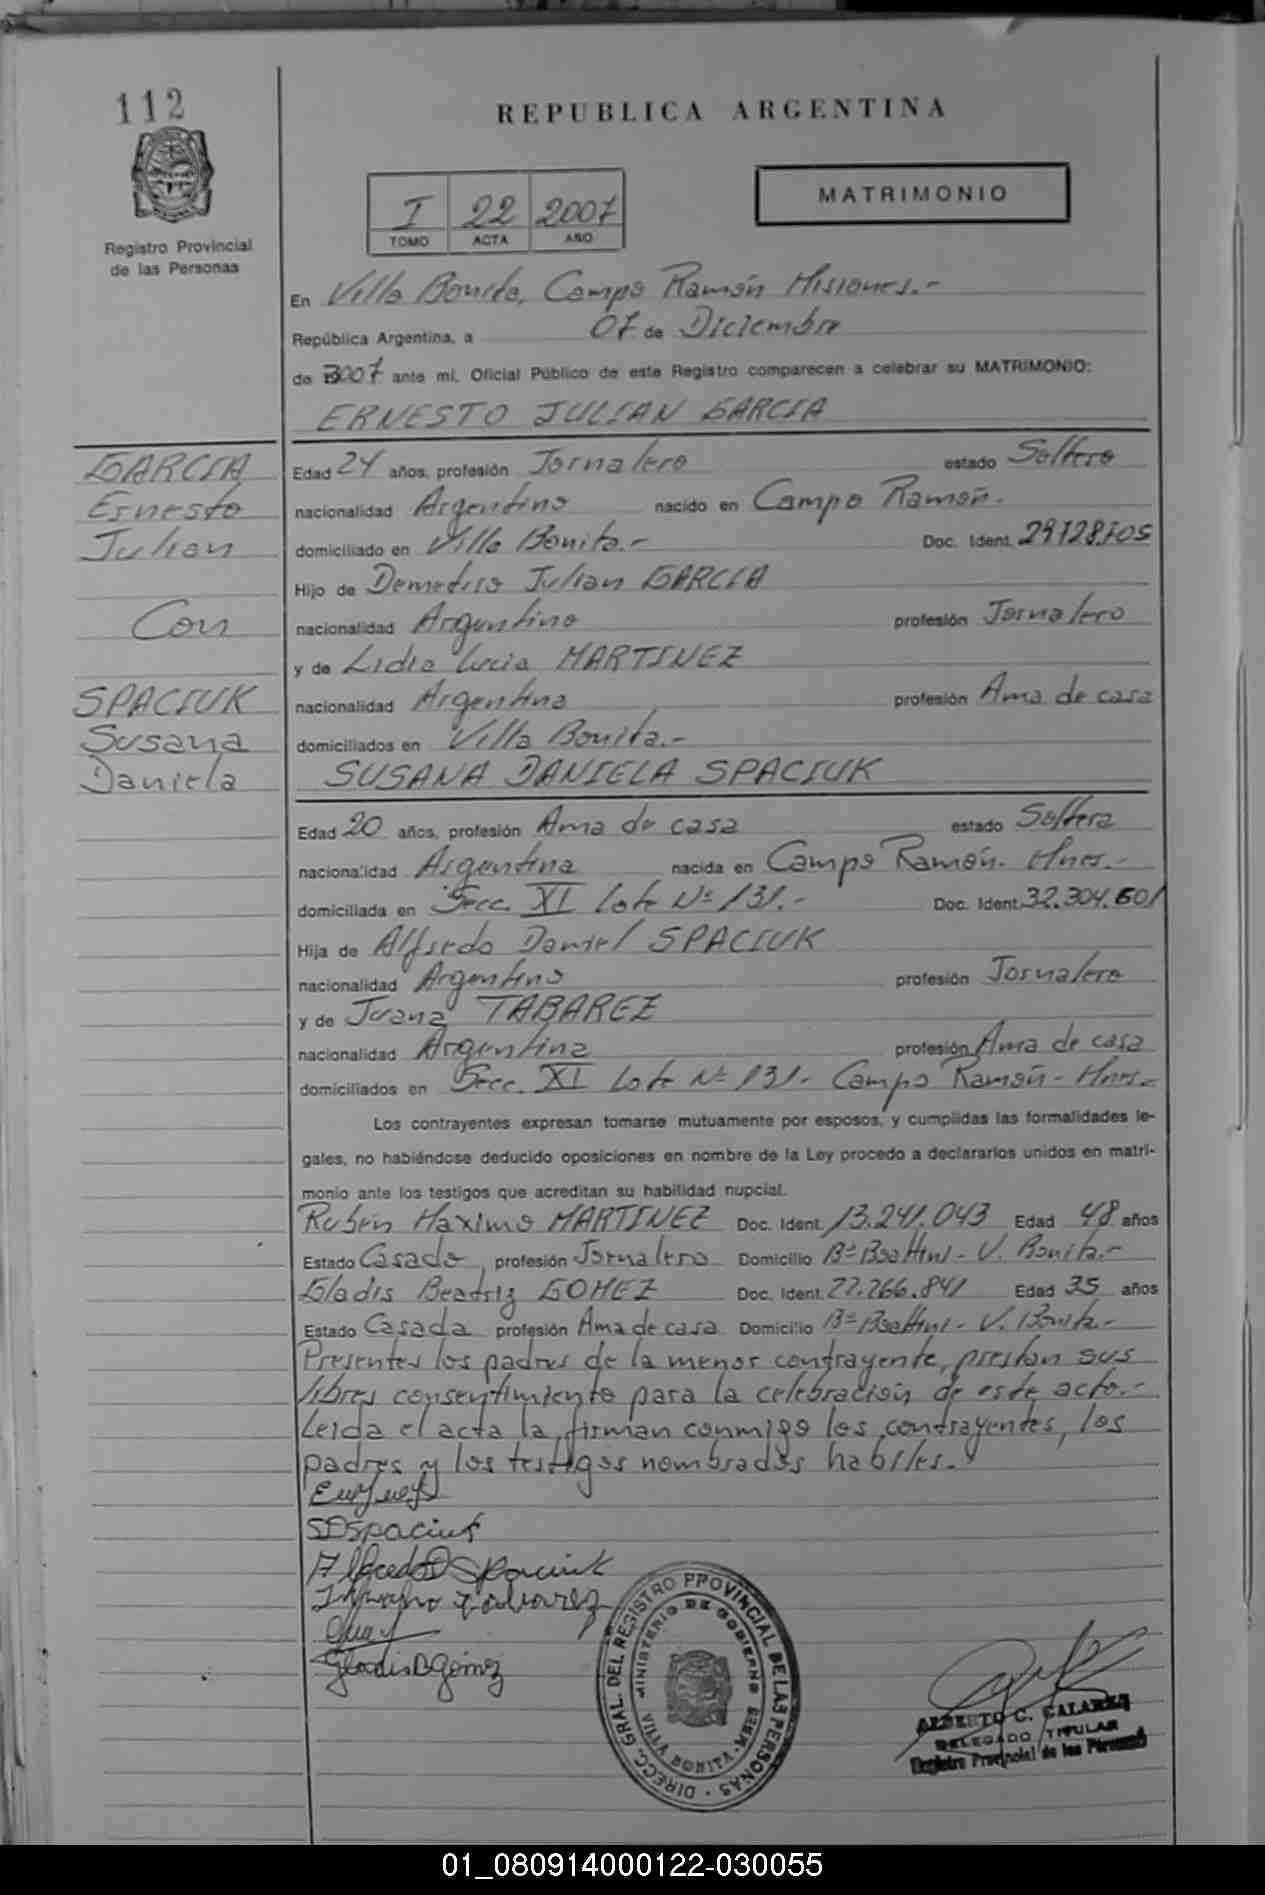 112
REPUBLICA ARGENTINA
I 22 2007
TOMO ACTA AÑO
MATRIMONIO
Registro Provincial
de las Personas
En Villa Bonita, Campo Ramón Misiones.-
República Argentina, a 07 de Diciembre
de 2007 ante mi, Oficial Público de este Registro comparecen a celebrar su MATRIMONIO:
ERNESTO JULIAN GARCIA
GARCIA
Ernesto
Julian
Con
SPACIUK
Susana
Daniela
Edad 24 años, profesión Jornalero estado Soltero
nacionalidad Argentino nacido en Campo Ramón.
domiciliado en Villa Bonita.- Doc. Ident.
Hijo de Demetrio Julian GARCIA
nacionalidad Argentino profesión Jornalero
y de Lidia Lucia MARTINEZ
nacionalidad Argentina profesión Ama de casa
domiciliados en Villa Bonita.-
SUSANA DANIELA SPACIUK
Edad 20 años, profesión Ama de casa estado Soltera
nacionalidad Argentina nacida en Campo Ramón. Mnes.-
domiciliada en Secc. XI Lote Nº 131.- Doc. Ident. 32.304.601
Hija de Alfredo Daniel SPACIUK
nacionalidad Argentino profesión Jornalero
y de Juana TABAREZ
nacionalidad Argentina profesión Ama de casa
domiciliados en Secc. XI Lote Nº 131.- Campo Ramón - Mnes.-
Los contrayentes expresan tomarse mutuamente por esposos, y cumplidas las formalidades le-
gales, no habiéndose deducido oposiciones en nombre de la Ley procedo a declararlos unidos en matri-
monio ante los testigos que acreditan su habilidad nupcial.
Rubén Maximo MARTINEZ Doc. Ident. 13.241.043 Edad 48 años
Estado Casado, profesión Jornalero Domicilio Bº - V. Bonita.-
Gladis Beatriz GOMEZ Doc. Ident. 22.266.841 Edad 35 años
Estado Casada profesión Ama de casa Domicilio Bº - V. Bonita.-
Presentes los padres de la menor contrayente, prestan sus
libres consentimiento para la celebración de este acto.-
Leida el acta la firman conmigo los contrayentes, los
padres y los testigos nombrados habiles.-
SDSpaciuk
Alfredo D Spaciuk
Gladis B Gómez
DIRECC. GRAL. DEL REGISTRO PROVINCIAL DE LAS PERSONAS
MINISTERIO DE GOBIERNO
VILLA BONITA
ALBERTO C.
DELEGADO TITULAR
Registro Provincial de las Personas
01_080914000122-030055